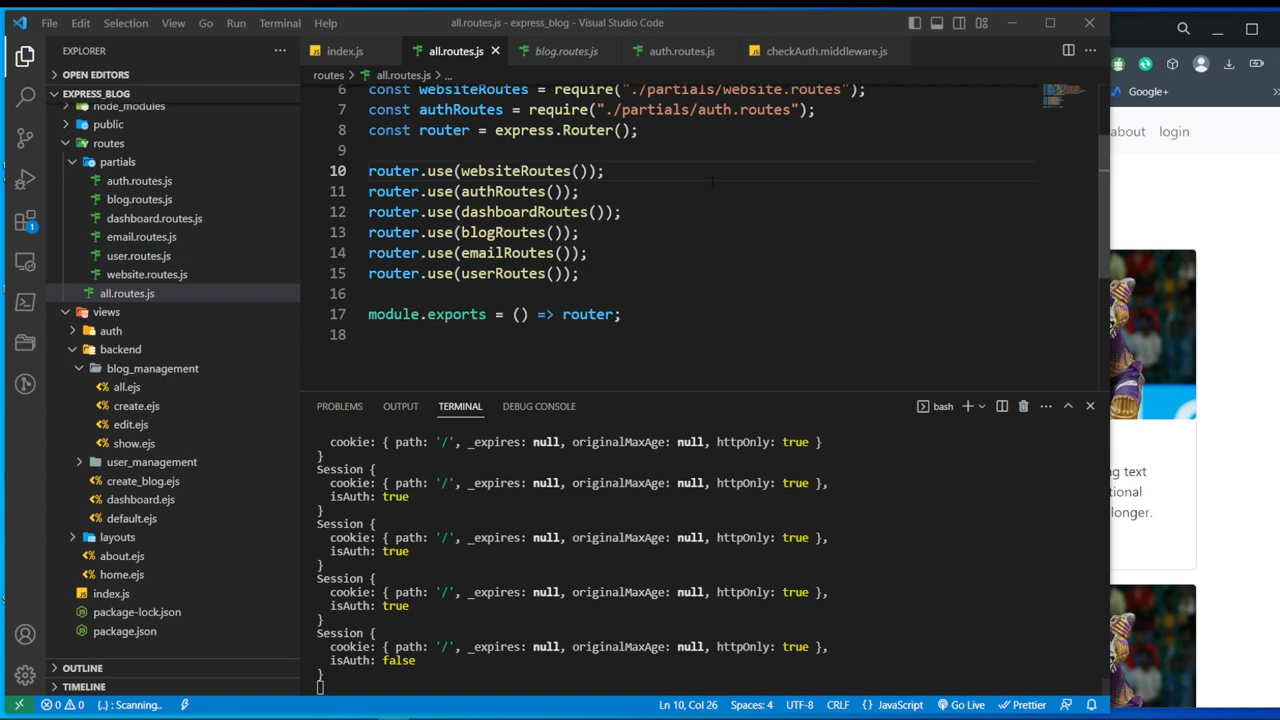 File Edit Selection View Go Run Terminal Help
all.routes.js - express_blog - Visual Studio Code
EXPLORER
index.js
all.routes.js
blog.routes.js
auth.routes.js
checkAuth.middleware.js
OPEN EDITORS
EXPRESS_BLOG
node_modules
public
routes
partials
auth.routes.js
blog.routes.js
dashboard.routes.js
email.routes.js
user.routes.js
website.routes.js
all.routes.js
views
auth
backend
blog_management
all.ejs
create.ejs
edit.ejs
show.ejs
user_management
create_blog.ejs
dashboard.ejs
default.ejs
layouts
about.ejs
home.ejs
index.js
package-lock.json
package.json
OUTLINE
TIMELINE
1
routes > all.routes.js > ...
6 const websiteRoutes = require("./partials/website.routes");
7 const authRoutes = require("./partials/auth.routes");
8 const router = express.Router();
9
10 router.use(websiteRoutes());
11 router.use(authRoutes());
12 router.use(dashboardRoutes());
13 router.use(blogRoutes());
14 router.use(emailRoutes());
15 router.use(userRoutes());
16
17 module.exports = () => router;
18
PROBLEMS OUTPUT TERMINAL DEBUG CONSOLE
bash
cookie: { path: '/', _expires: null, originalMaxAge: null, httpOnly: true }
}
Session {
cookie: { path: '/', _expires: null, originalMaxAge: null, httpOnly: true },
isAuth: true
}
Session {
cookie: { path: '/', _expires: null, originalMaxAge: null, httpOnly: true },
isAuth: true
}
Session {
cookie: { path: '/', _expires: null, originalMaxAge: null, httpOnly: true },
isAuth: true
}
Session {
cookie: { path: '/', _expires: null, originalMaxAge: null, httpOnly: true },
isAuth: false
}
0 0 {..}: Scanning..
Ln 10, Col 26 Spaces: 4 UTF-8 CRLF JavaScript Go Live Prettier
Google+
about login
ng text
tional
longer.